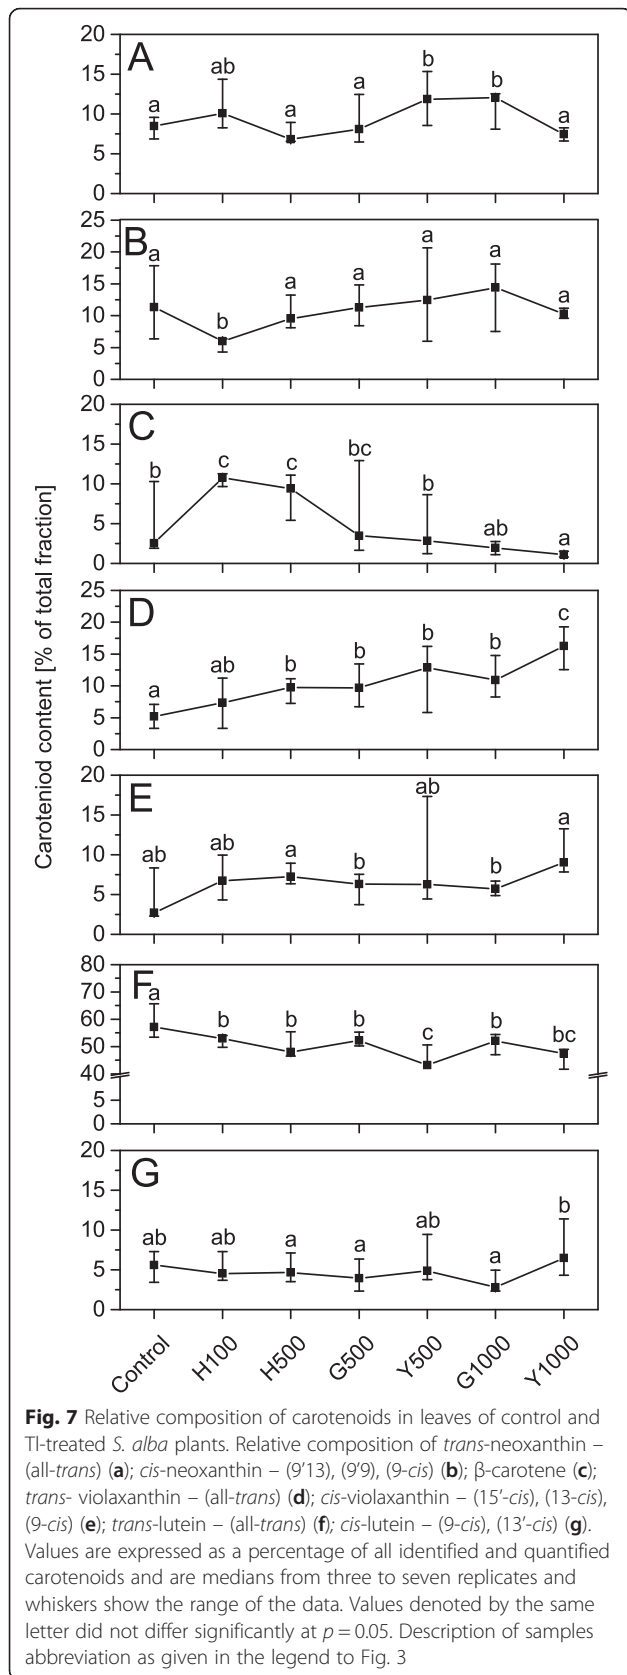 20
15
10
5
0
A
a
ab
a
a
b
b
a
25
20
15
10
5
0
B
a
b
a
a
a
a
a
20
15
10
5
0
C
b
c
c
bc
b
ab
a
25
20
15
10
5
0
D
a
ab
b
b
b
b
c
20
15
10
5
0
E
ab
ab
a
b
ab
b
a
80
70
60
50
40
5
0
F
a
b
b
b
c
b
bc
20
15
10
5
0
G
ab
ab
a
a
ab
a
b
Caroteniod content [% of total fraction]
Control H100 H500 G500 Y500 G1000 Y1000
Fig. 7 Relative composition of carotenoids in leaves of control and
Tl-treated S. alba plants. Relative composition of trans-neoxanthin –
(all-trans) (a); cis-neoxanthin – (9′13), (9′9), (9-cis) (b); β-carotene (c);
trans- violaxanthin – (all-trans) (d); cis-violaxanthin – (15′-cis), (13-cis),
(9-cis) (e); trans-lutein – (all-trans) (f); cis-lutein – (9-cis), (13′-cis) (g).
Values are expressed as a percentage of all identified and quantified
carotenoids and are medians from three to seven replicates and
whiskers show the range of the data. Values denoted by the same
letter did not differ significantly at p = 0.05. Description of samples
abbreviation as given in the legend to Fig. 3